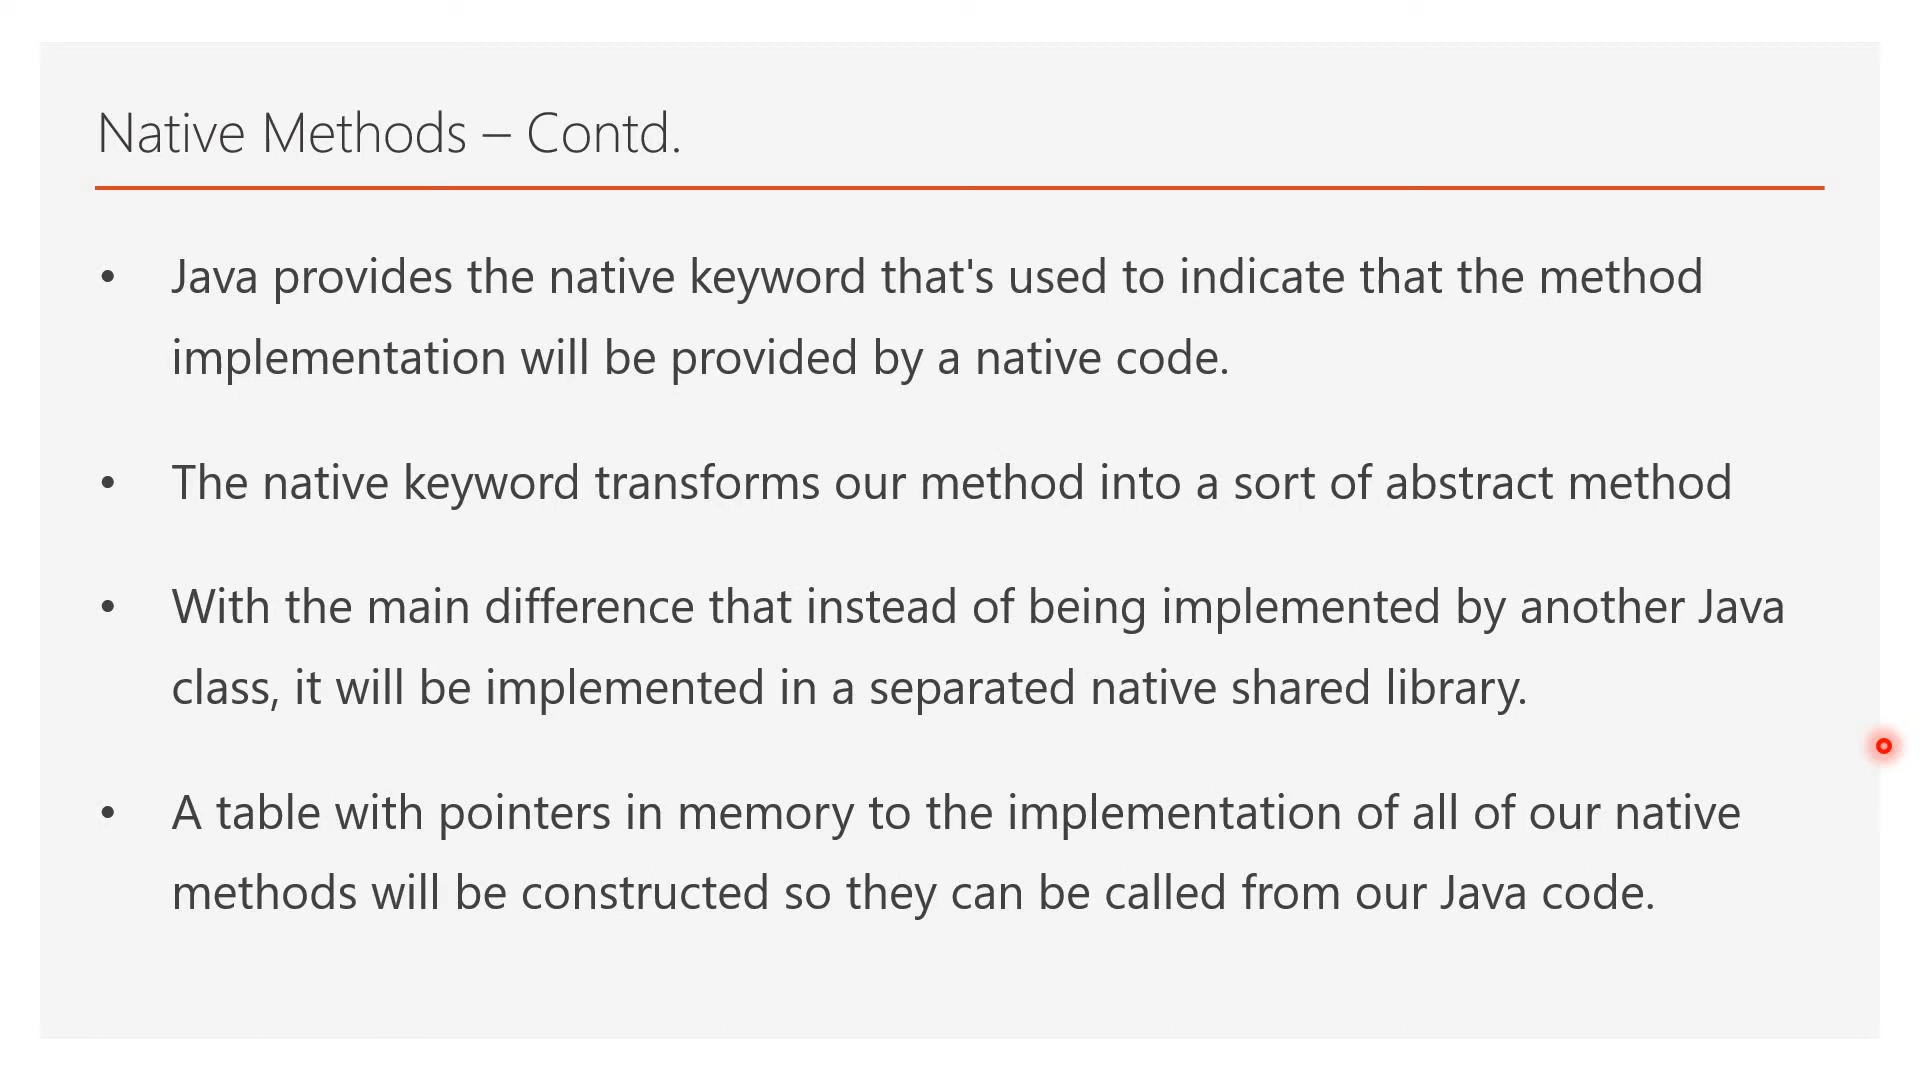 Native Methods – Contd.
• Java provides the native keyword that's used to indicate that the method
implementation will be provided by a native code.
• The native keyword transforms our method into a sort of abstract method
• With the main difference that instead of being implemented by another Java
class, it will be implemented in a separated native shared library.
• A table with pointers in memory to the implementation of all of our native
methods will be constructed so they can be called from our Java code.